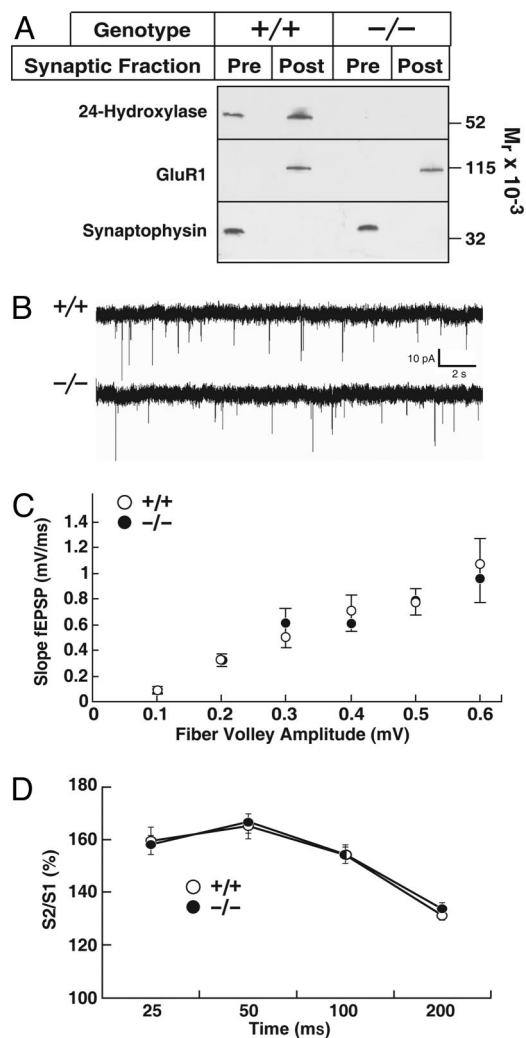 A
Genotype +/+ −/−
Synaptic Fraction Pre Post Pre Post
24-Hydroxylase
52
GluR1
115
Synaptophysin
32
Mr x 10-3
B
+/+
10 pA
2 s
−/−
C
+/+
−/−
Slope fEPSP (mV/ms)
1.4
1.2
1
0.8
0.6
0.4
0.2
0
0 0.1 0.2 0.3 0.4 0.5 0.6
Fiber Volley Amplitude (mV)
D
S2/S1 (%)
180
160
140
120
100
+/+
−/−
25 50 100 200
Time (ms)